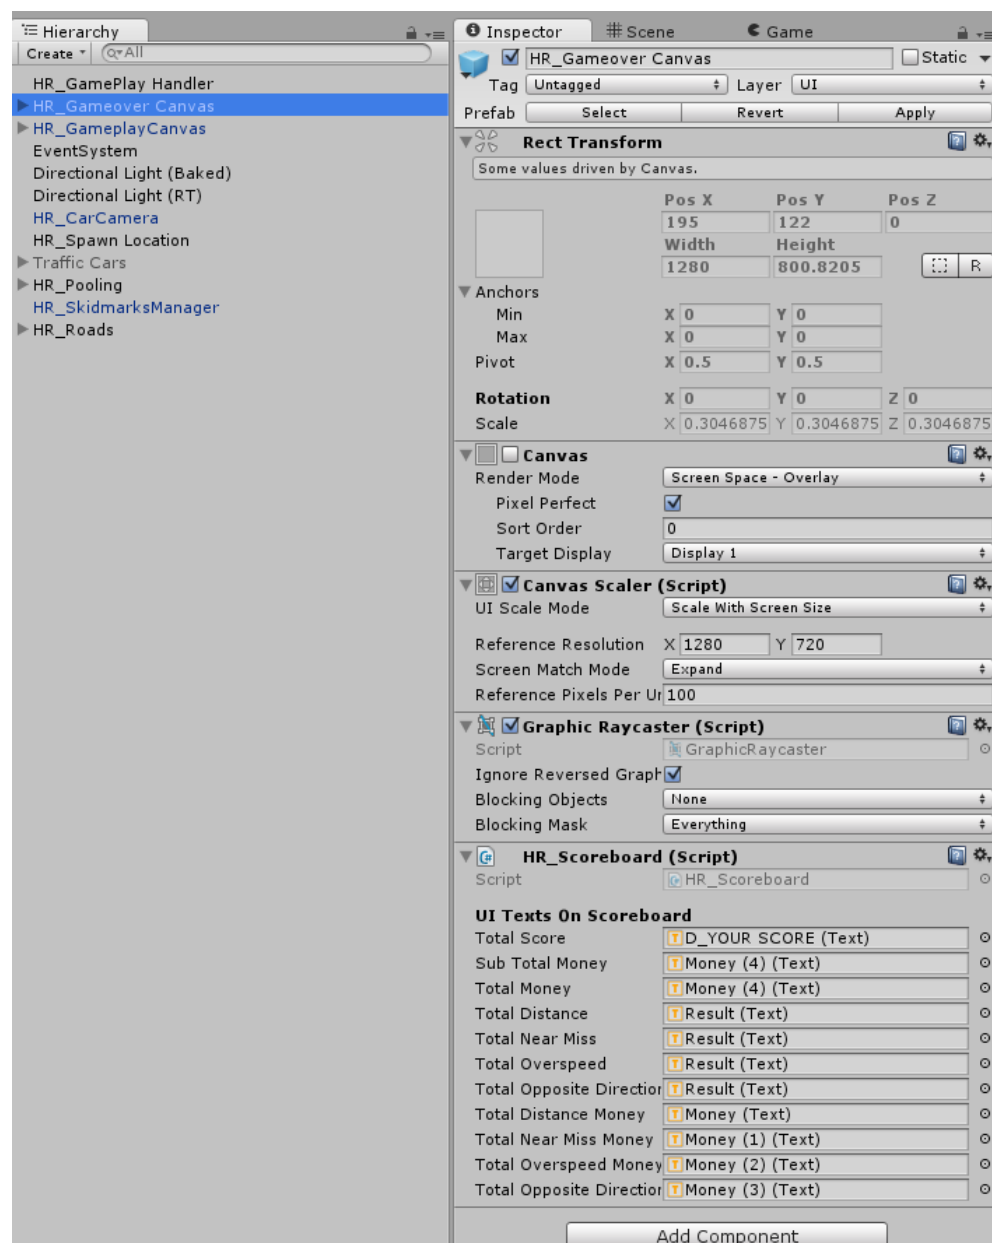 Hierarchy
Create
All
HR_GamePlay Handler
HR_Gameover Canvas
HR_GameplayCanvas
EventSystem
Directional Light (Baked)
Directional Light (RT)
HR_CarCamera
HR_Spawn Location
Traffic Cars
HR_Pooling
HR_SkidmarksManager
HR_Roads
Inspector Scene Game
HR_Gameover Canvas Static
Tag Untagged Layer UI
Prefab Select Revert Apply
Rect Transform
Some values driven by Canvas.
Pos X Pos Y Pos Z
195 122 0
Width Height
1280 800.8205 R
Anchors
Min X 0 Y 0
Max X 0 Y 0
Pivot X 0.5 Y 0.5
Rotation X 0 Y 0 Z 0
Scale X 0.3046875 Y 0.3046875 Z 0.3046875
Canvas
Render Mode Screen Space - Overlay
Pixel Perfect
Sort Order 0
Target Display Display 1
Canvas Scaler (Script)
UI Scale Mode Scale With Screen Size
Reference Resolution X 1280 Y 720
Screen Match Mode Expand
Reference Pixels Per Ur 100
Graphic Raycaster (Script)
Script GraphicRaycaster
Ignore Reversed Graph
Blocking Objects None
Blocking Mask Everything
HR_Scoreboard (Script)
Script HR_Scoreboard
UI Texts On Scoreboard
Total Score D_YOUR SCORE (Text)
Sub Total Money Money (4) (Text)
Total Money Money (4) (Text)
Total Distance Result (Text)
Total Near Miss Result (Text)
Total Overspeed Result (Text)
Total Opposite Direction Result (Text)
Total Distance Money Money (Text)
Total Near Miss Money Money (1) (Text)
Total Overspeed Money Money (2) (Text)
Total Opposite Direction Money (3) (Text)
Add Component